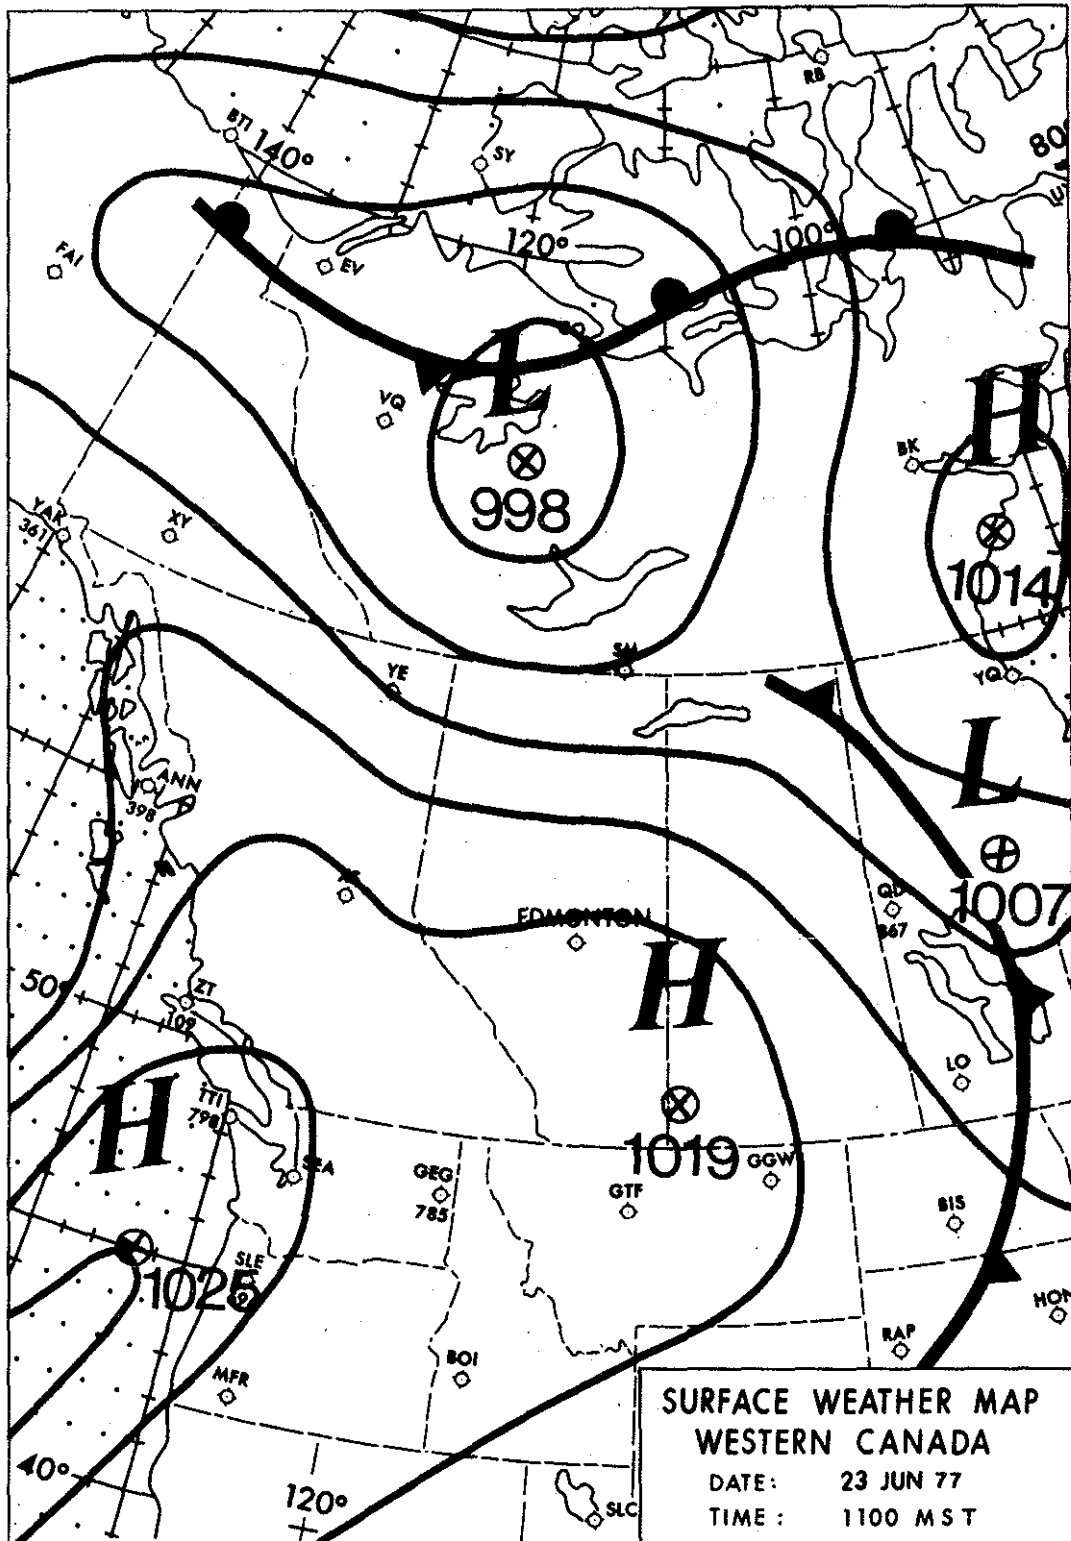 RB
BTI
140°
SY
80
120°
100°
FAI
EV
L
VQ
H
BK
998
YAK
361
XY
1014
SM
YE
YQ
L
ANN
398
QD
867
1007
EDMONTON
H
50°
ZT
109
LO
H
TTI
798
1019
GGW
SEA
GEG
785
GTF
BIS
SLE
1025
HON
RAP
BOI
MFR
SURFACE WEATHER MAP
WESTERN CANADA
DATE: 23 JUN 77
TIME: 1100 MST
40°
120°
SLC